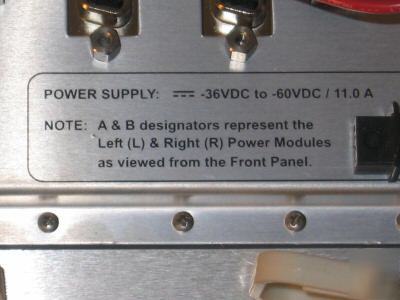 POWER SUPPLY: ⎓ -36VDC to -60VDC / 11.0 A
NOTE: A & B designators represent the
Left (L) & Right (R) Power Modules
as viewed from the Front Panel.